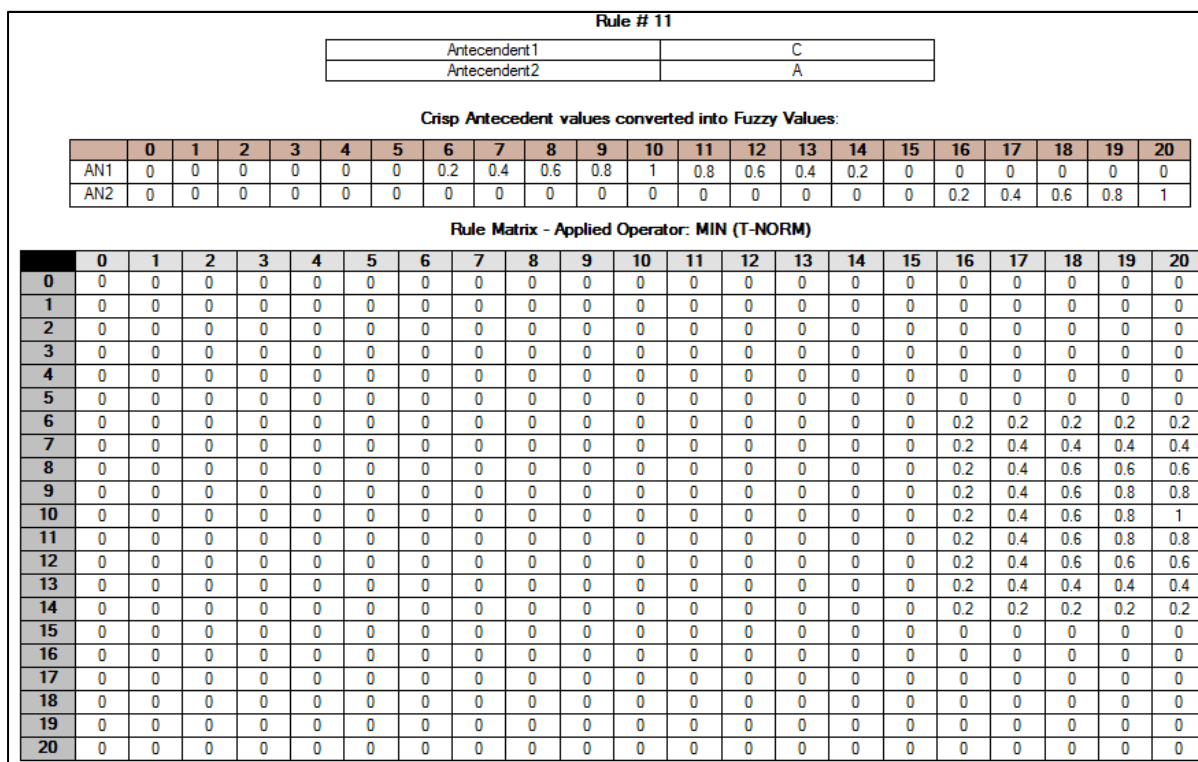 Rule # 11
Antecendent1 C
Antecendent2 A
Crisp Antecedent values converted into Fuzzy Values:
0 1 2 3 4 5 6 7 8 9 10 11 12 13 14 15 16 17 18 19 20
AN1 0 0 0 0 0 0 0.2 0.4 0.6 0.8 1 0.8 0.6 0.4 0.2 0 0 0 0 0 0
AN2 0 0 0 0 0 0 0 0 0 0 0 0 0 0 0 0 0.2 0.4 0.6 0.8 1
Rule Matrix - Applied Operator: MIN (T-NORM)
0 1 2 3 4 5 6 7 8 9 10 11 12 13 14 15 16 17 18 19 20
0 0 0 0 0 0 0 0 0 0 0 0 0 0 0 0 0 0 0 0 0 0
1 0 0 0 0 0 0 0 0 0 0 0 0 0 0 0 0 0 0 0 0 0
2 0 0 0 0 0 0 0 0 0 0 0 0 0 0 0 0 0 0 0 0 0
3 0 0 0 0 0 0 0 0 0 0 0 0 0 0 0 0 0 0 0 0 0
4 0 0 0 0 0 0 0 0 0 0 0 0 0 0 0 0 0 0 0 0 0
5 0 0 0 0 0 0 0 0 0 0 0 0 0 0 0 0 0 0 0 0 0
6 0 0 0 0 0 0 0 0 0 0 0 0 0 0 0 0 0.2 0.2 0.2 0.2 0.2
7 0 0 0 0 0 0 0 0 0 0 0 0 0 0 0 0 0.2 0.4 0.4 0.4 0.4
8 0 0 0 0 0 0 0 0 0 0 0 0 0 0 0 0 0.2 0.4 0.6 0.6 0.6
9 0 0 0 0 0 0 0 0 0 0 0 0 0 0 0 0 0.2 0.4 0.6 0.8 0.8
10 0 0 0 0 0 0 0 0 0 0 0 0 0 0 0 0 0.2 0.4 0.6 0.8 1
11 0 0 0 0 0 0 0 0 0 0 0 0 0 0 0 0 0.2 0.4 0.6 0.8 0.8
12 0 0 0 0 0 0 0 0 0 0 0 0 0 0 0 0 0.2 0.4 0.6 0.6 0.6
13 0 0 0 0 0 0 0 0 0 0 0 0 0 0 0 0 0.2 0.4 0.4 0.4 0.4
14 0 0 0 0 0 0 0 0 0 0 0 0 0 0 0 0 0.2 0.2 0.2 0.2 0.2
15 0 0 0 0 0 0 0 0 0 0 0 0 0 0 0 0 0 0 0 0 0
16 0 0 0 0 0 0 0 0 0 0 0 0 0 0 0 0 0 0 0 0 0
17 0 0 0 0 0 0 0 0 0 0 0 0 0 0 0 0 0 0 0 0 0
18 0 0 0 0 0 0 0 0 0 0 0 0 0 0 0 0 0 0 0 0 0
19 0 0 0 0 0 0 0 0 0 0 0 0 0 0 0 0 0 0 0 0 0
20 0 0 0 0 0 0 0 0 0 0 0 0 0 0 0 0 0 0 0 0 0